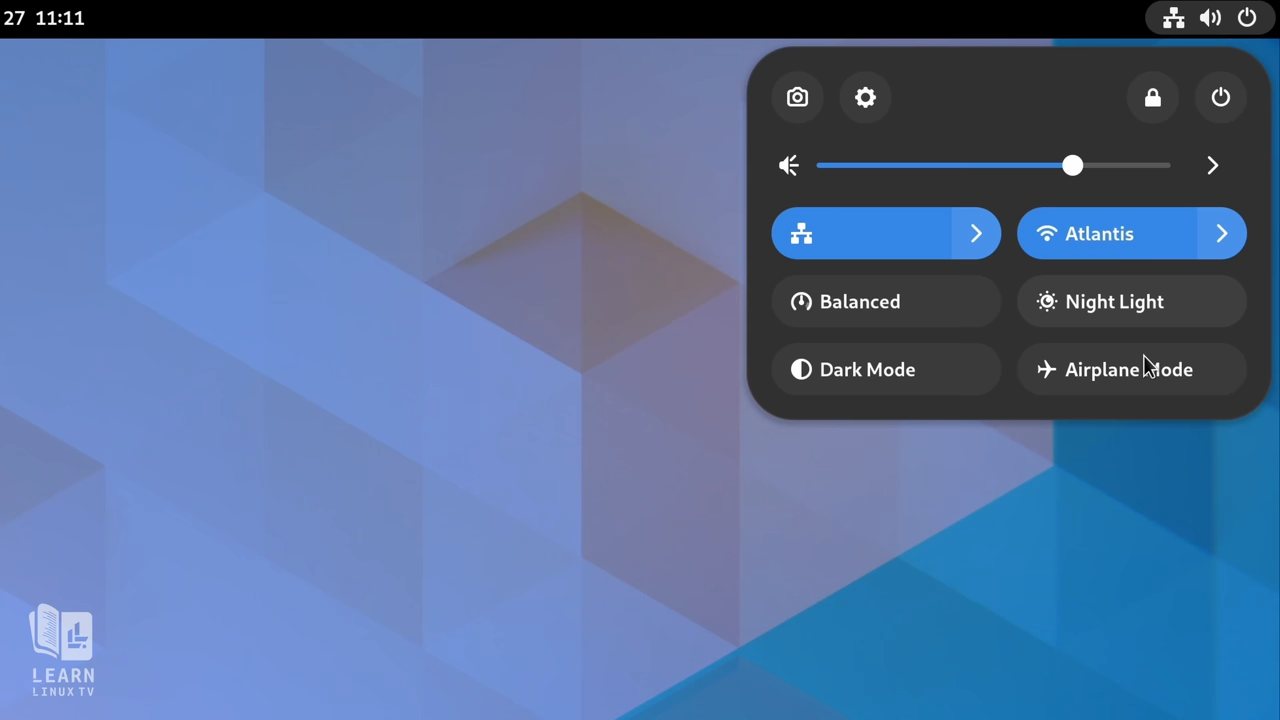 27 11:11
Atlantis
Balanced
Night Light
Dark Mode
Airplane Mode
LEARN
LINUX TV